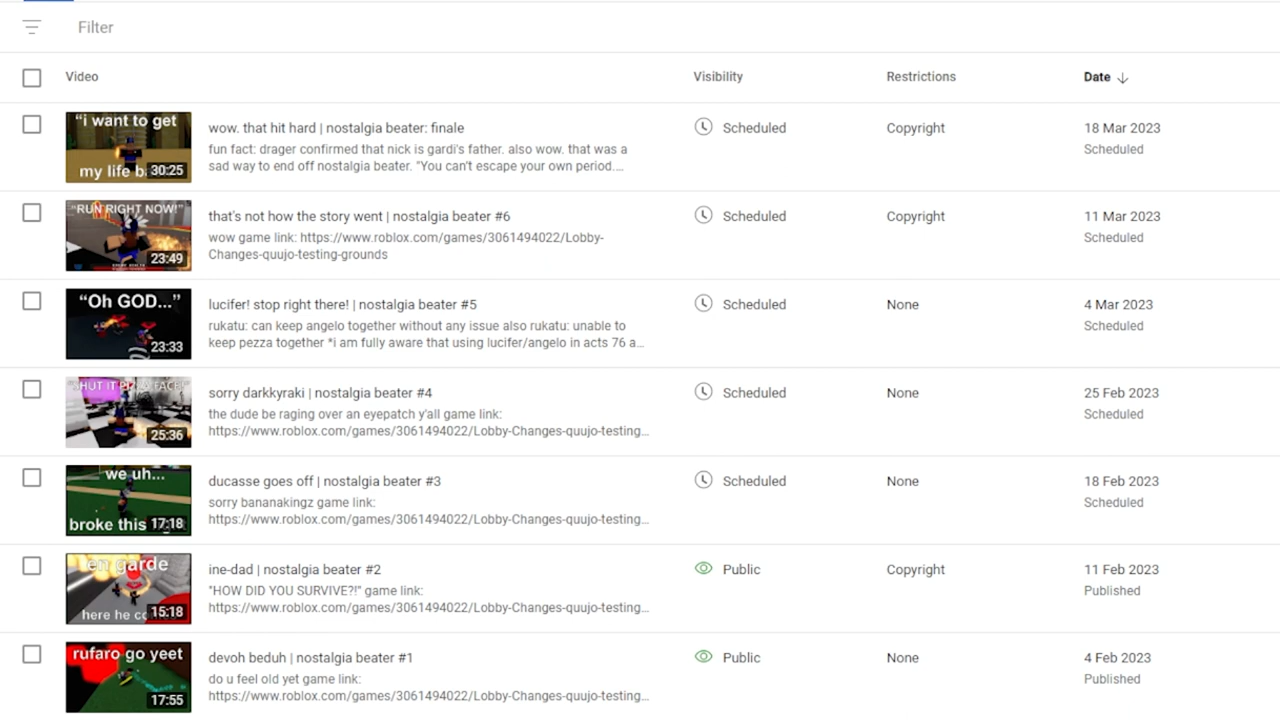 Filter
Video Visibility Restrictions Date
"i want to get
my life b 30:25
wow. that hit hard | nostalgia beater: finale
fun fact: drager confirmed that nick is gardi's father. also wow. that was a
sad way to end off nostalgia beater. "You can't escape your own period....
Scheduled
Copyright
18 Mar 2023
Scheduled
"RUN RIGHT NOW!"
23:49
that's not how the story went | nostalgia beater #6
wow game link: https://www.roblox.com/games/3061494022/Lobby-
Changes-quujo-testing-grounds
Scheduled
Copyright
11 Mar 2023
Scheduled
"Oh GOD..."
23:33
lucifer! stop right there! | nostalgia beater #5
rukatu: can keep angelo together without any issue also rukatu: unable to
keep pezza together *i am fully aware that using lucifer/angelo in acts 76 a...
Scheduled
None
4 Mar 2023
Scheduled
25:36
sorry darkkyraki | nostalgia beater #4
the dude be raging over an eyepatch y'all game link:
https://www.roblox.com/games/3061494022/Lobby-Changes-quujo-testing...
Scheduled
None
25 Feb 2023
Scheduled
we uh...
broke this 17:18
ducasse goes off | nostalgia beater #3
sorry bananakingz game link:
https://www.roblox.com/games/3061494022/Lobby-Changes-quujo-testing...
Scheduled
None
18 Feb 2023
Scheduled
en garde
here he co 15:18
ine-dad | nostalgia beater #2
"HOW DID YOU SURVIVE?!" game link:
https://www.roblox.com/games/3061494022/Lobby-Changes-quujo-testing...
Public
Copyright
11 Feb 2023
Published
rufaro go yeet
17:55
devoh beduh | nostalgia beater #1
do u feel old yet game link:
https://www.roblox.com/games/3061494022/Lobby-Changes-quujo-testing...
Public
None
4 Feb 2023
Published